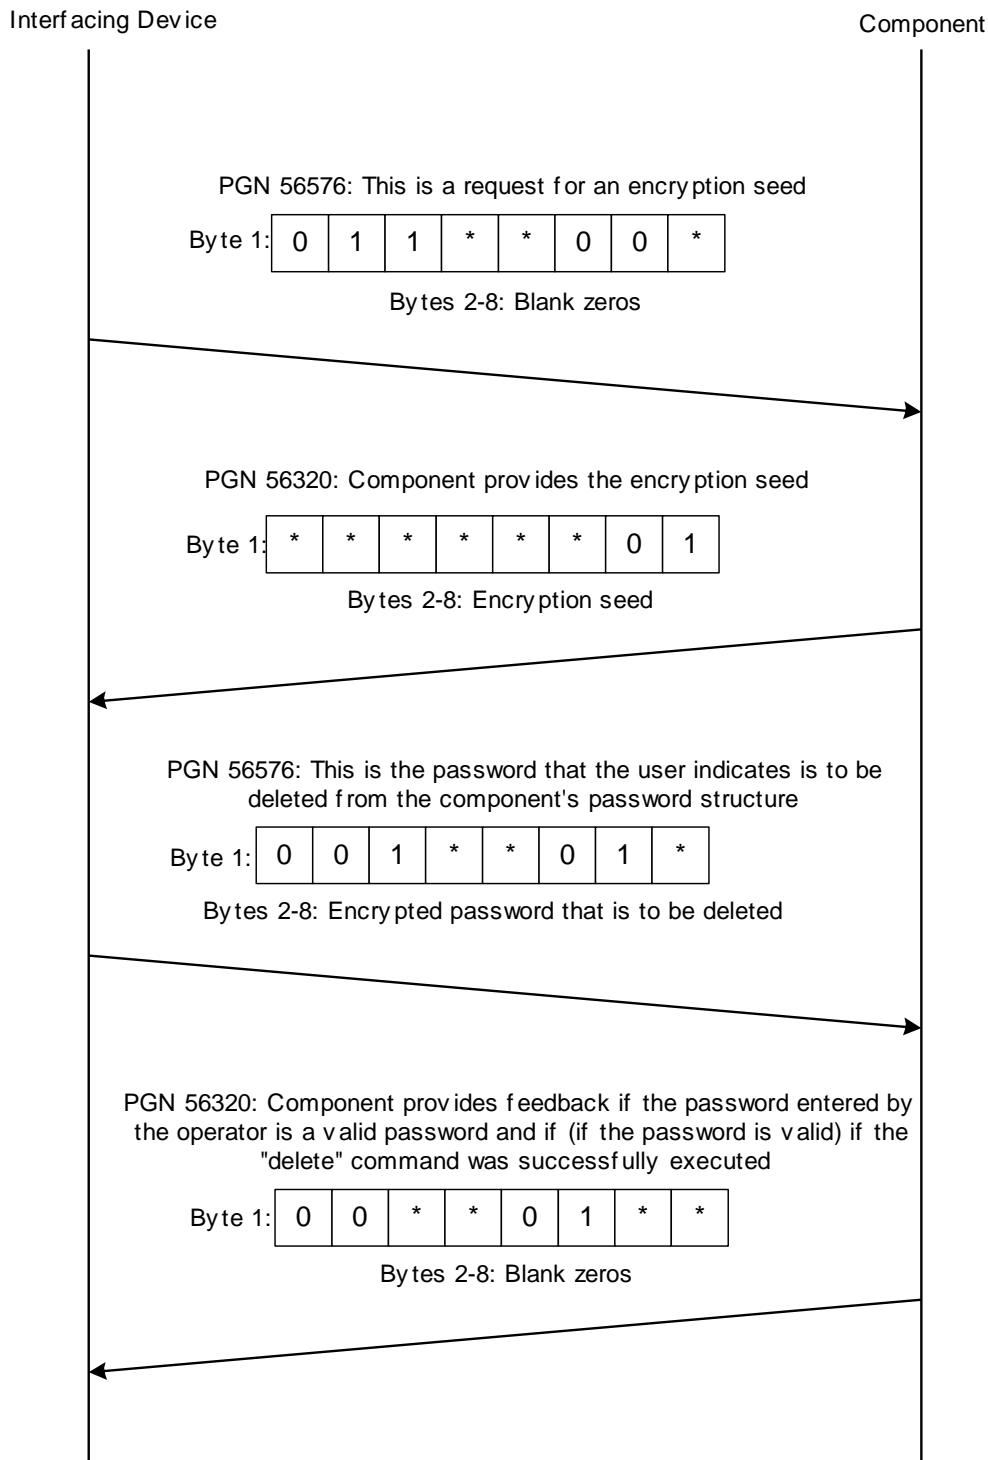 Interfacing Device
Component
PGN 56576: This is a request for an encryption seed
Byte 1: 0 1 1 * * 0 0 *
Bytes 2-8: Blank zeros
PGN 56320: Component provides the encryption seed
Byte 1: * * * * * * 0 1
Bytes 2-8: Encryption seed
PGN 56576: This is the password that the user indicates is to be
deleted from the component's password structure
Byte 1: 0 0 1 * * 0 1 *
Bytes 2-8: Encrypted password that is to be deleted
PGN 56320: Component provides feedback if the password entered by
the operator is a valid password and if (if the password is valid) if the
"delete" command was successfully executed
Byte 1: 0 0 * * 0 1 * *
Bytes 2-8: Blank zeros